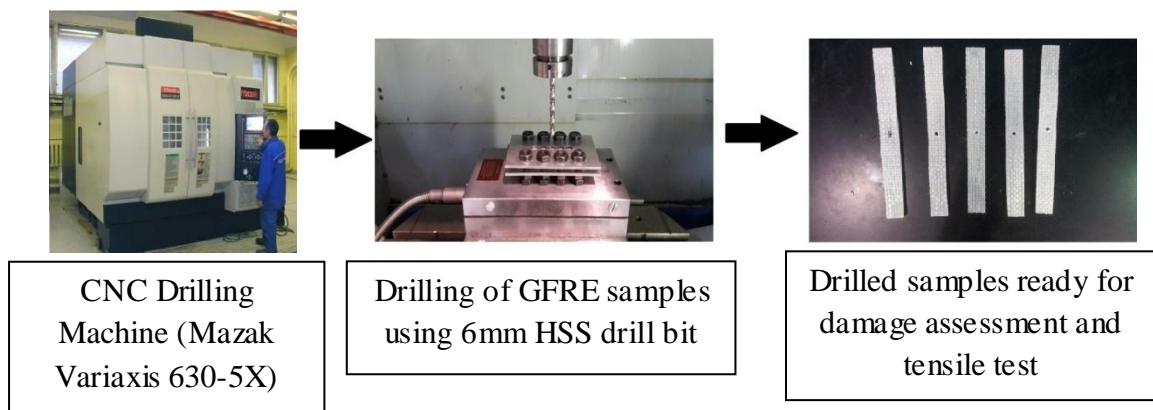 CNC Drilling
Machine (Mazak
Variaxis 630-5X)
Drilling of GFRE samples
using 6mm HSS drill bit
Drilled samples ready for
damage assessment and
tensile test